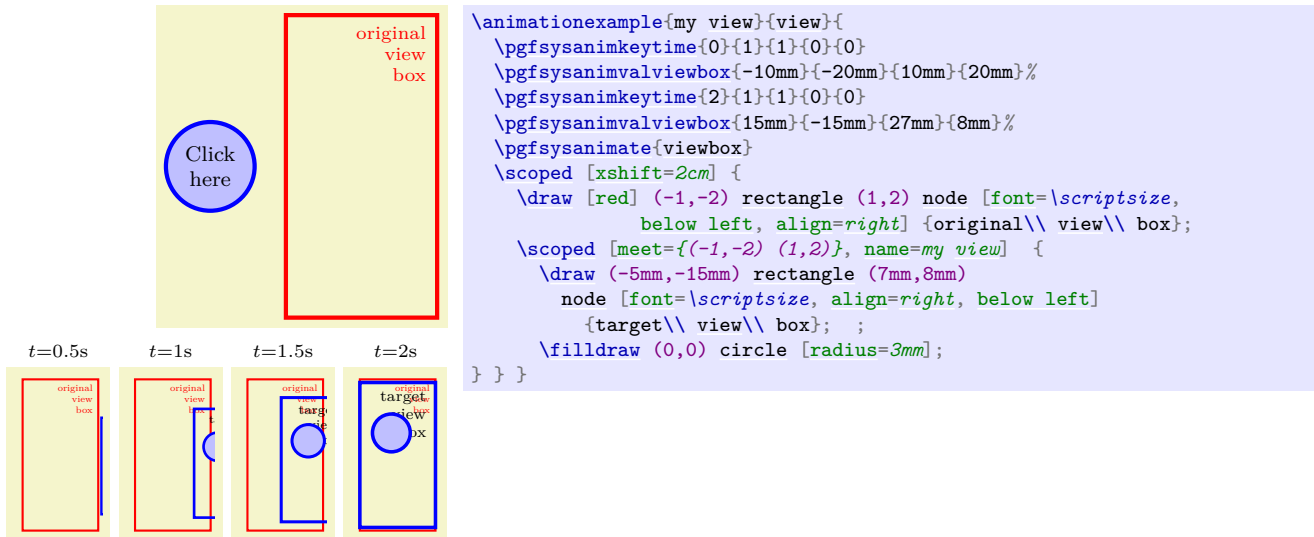 original
view
box
Click
here
t=0.5s
t=1s
t=1.5s
t=2s
original
view
box
original
view
box
t
original
view
targe
vie
original
target
view
box
\animationexample{my view}{view}{
\pgfsysanimkeytime{0}{1}{1}{0}{0}
\pgfsysanimvalviewbox{-10mm}{-20mm}{10mm}{20mm}%
\pgfsysanimkeytime{2}{1}{1}{0}{0}
\pgfsysanimvalviewbox{15mm}{-15mm}{27mm}{8mm}%
\pgfsysanimate{viewbox}
\scoped [xshift=2cm] {
\draw [red] (-1,-2) rectangle (1,2) node [font=\scriptsize,
below left, align=right] {original\\ view\\ box};
\scoped [meet={(-1,-2) (1,2)}, name=my view] {
\draw (-5mm,-15mm) rectangle (7mm,8mm)
node [font=\scriptsize, align=right, below left]
{target\\ view\\ box}; ;
\filldraw (0,0) circle [radius=3mm];
} } }